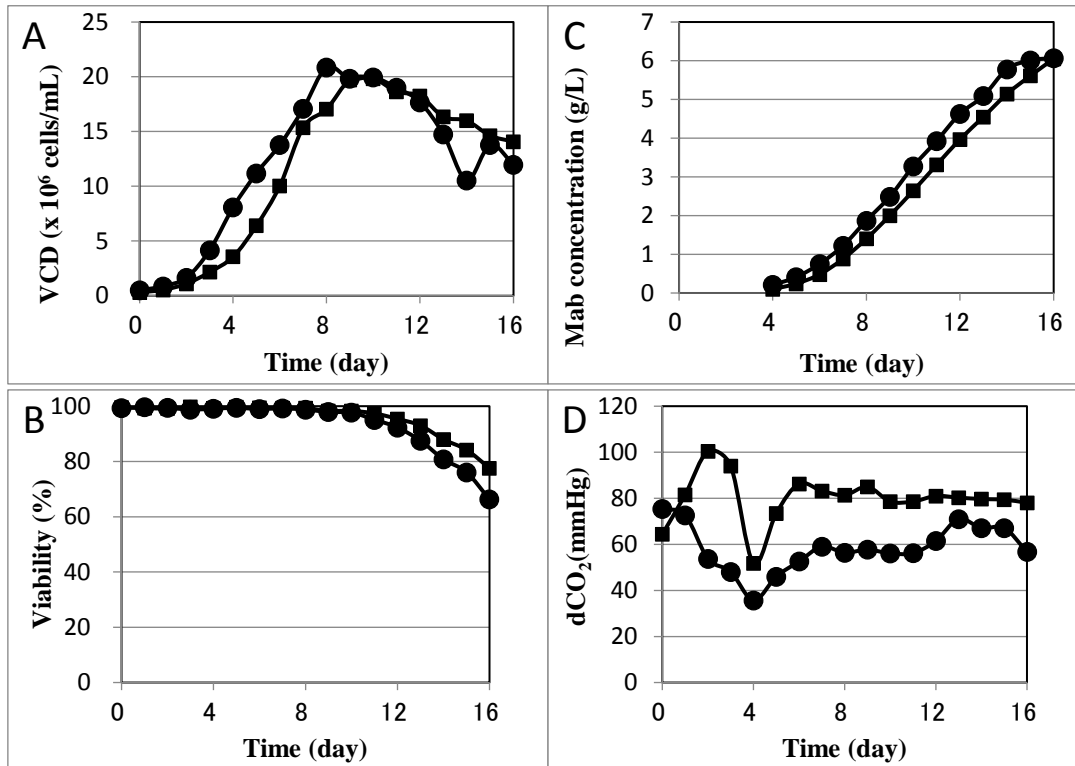 A
25
20
15
10
5
0
VCD (x 10⁶ cells/mL)
0 4 8 12 16
Time (day)
C
7
6
5
4
3
2
1
0
Mab concentration (g/L)
0 4 8 12 16
Time (day)
B
100
80
60
40
20
0
Viability (%)
0 4 8 12 16
Time (day)
D
120
100
80
60
40
20
0
dCO₂(mmHg)
0 4 8 12 16
Time (day)